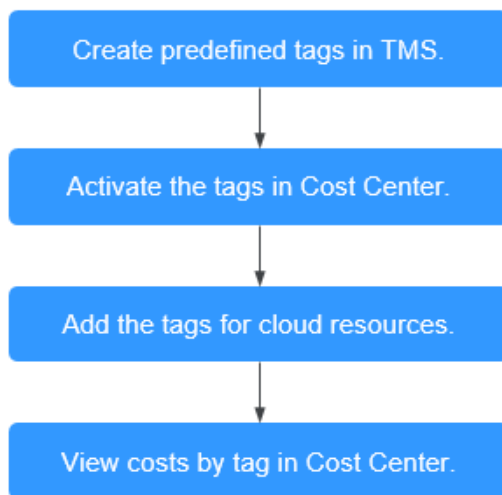 Create predefined tags in TMS.
Activate the tags in Cost Center.
Add the tags for cloud resources.
View costs by tag in Cost Center.